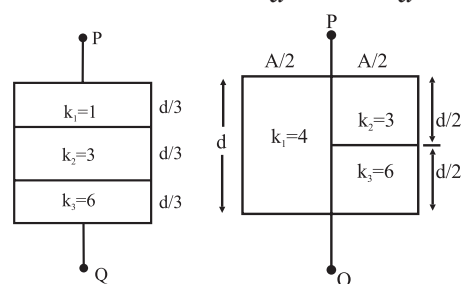 P
k₁=1
d/3
k₂=3
d/3
k₃=6
d/3
Q
P
A/2 A/2
d
k₁=4
k₂=3
d/2
k₃=6
d/2
Q